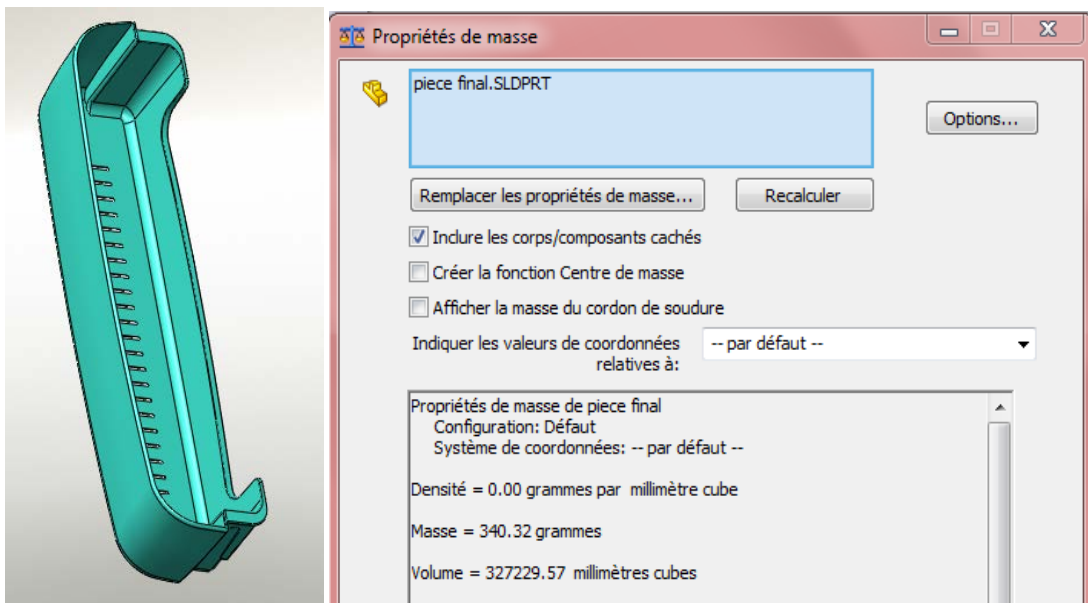 Propriétés de masse
piece final.SLDPRT
Options...
Remplacer les propriétés de masse...
Recalculer
Inclure les corps/composants cachés
Créer la fonction Centre de masse
Afficher la masse du cordon de soudure
Indiquer les valeurs de coordonnées
relatives à:
-- par défaut --
Propriétés de masse de piece final
Configuration: Défaut
Système de coordonnées: -- par défaut --
Densité = 0.00 grammes par millimètre cube
Masse = 340.32 grammes
Volume = 327229.57 millimètres cubes